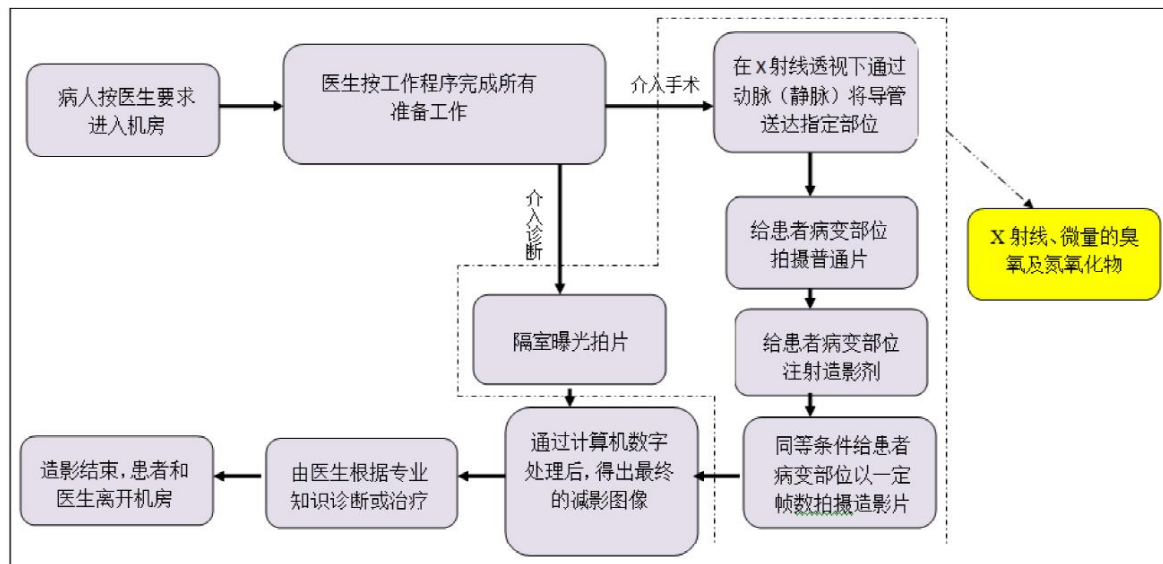 病人按医生要求
进入机房
医生按工作程序完成所有
准备工作
介入手术
在X射线透视下通过
动脉（静脉）将导管
送达指定部位
介入诊断
给患者病变部位
拍摄普通片
X 射线、微量的臭
氧及氮氧化物
隔室曝光拍片
给患者病变部位
注射造影剂
同等条件给患者
病变部位以一定
帧数拍摄造影片
通过计算机数字
处理后，得出最终
的减影图像
由医生根据专业
知识诊断或治疗
造影结束，患者和
医生离开机房